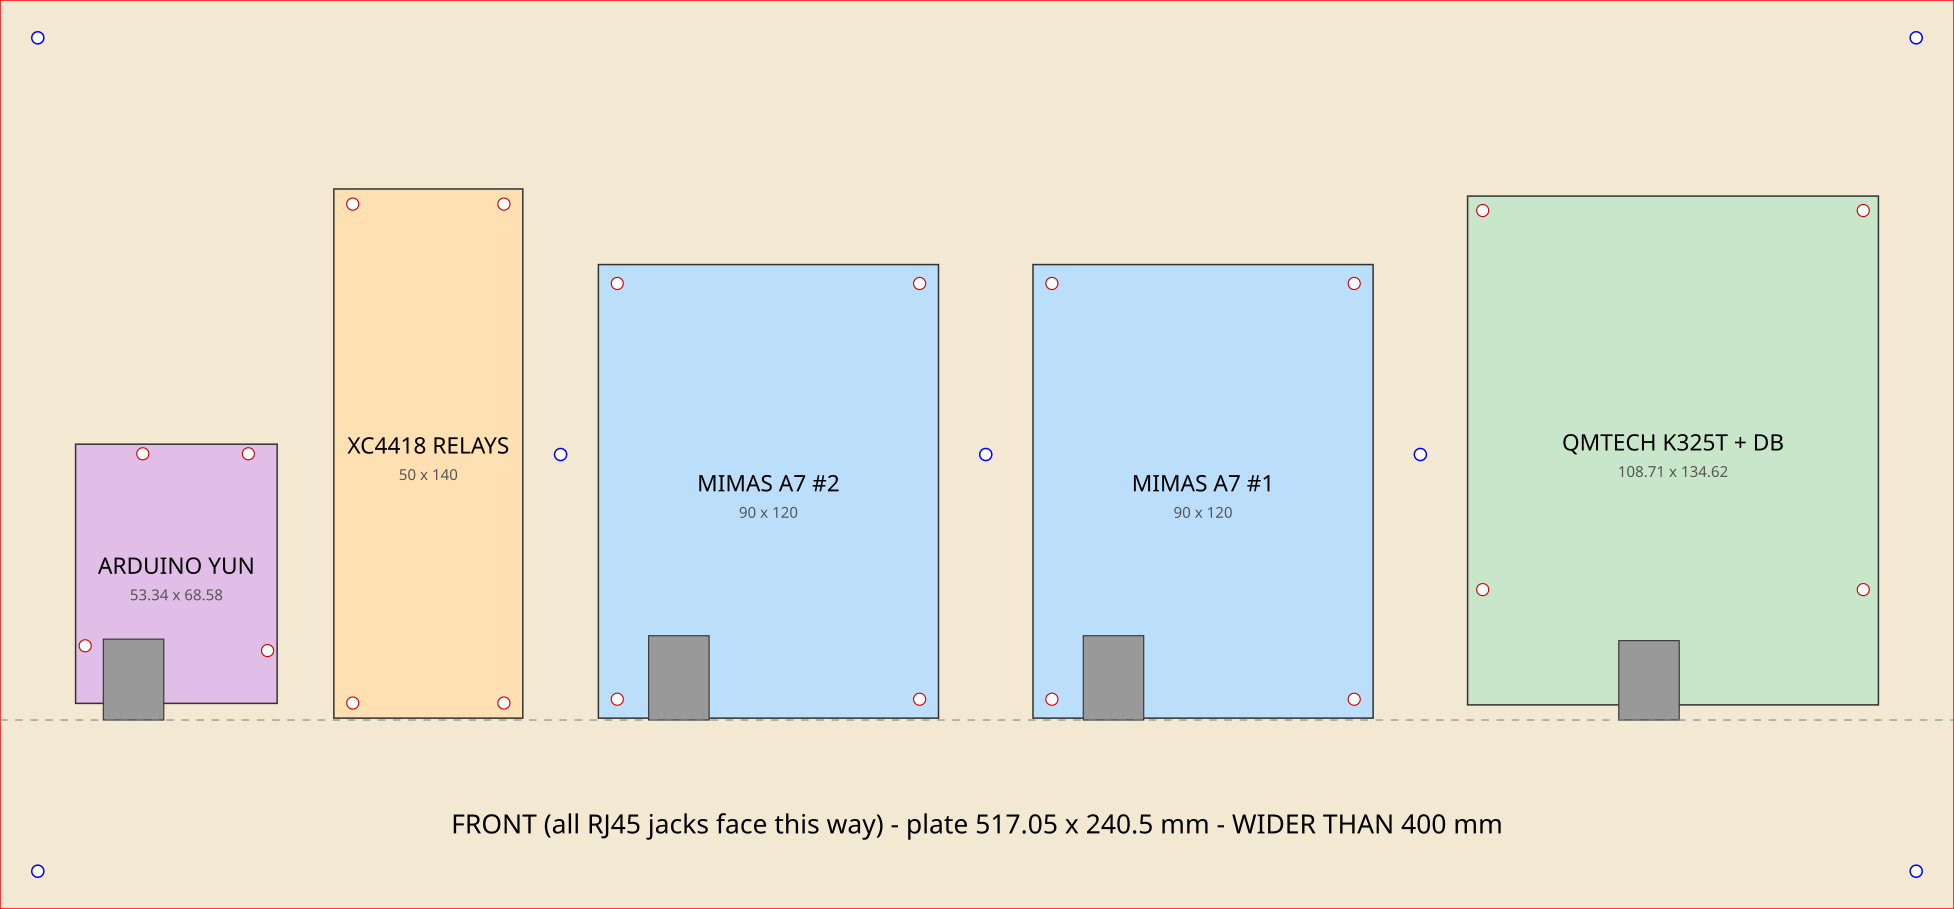 XC4418 RELAYS
50 x 140
QMTECH K325T + DB
108.71 x 134.62
MIMAS A7 #2
90 x 120
MIMAS A7 #1
90 x 120
ARDUINO YUN
53.34 x 68.58
FRONT (all RJ45 jacks face this way) - plate 517.05 x 240.5 mm - WIDER THAN 400 mm